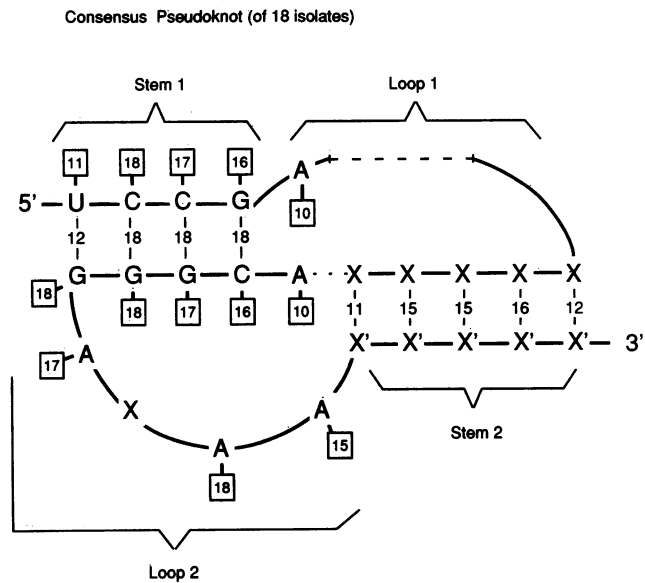 Consensus Pseudoknot (of 18 isolates)
Stem 1
Loop 1
11 18 17 16
A
5' U C C G
10
12 18 18 18
G G G C A X X X X X
18
18 17 16 10 11 15 15 16 12
X' X' X' X' X' 3'
17 A
X A
Stem 2
A 15
18
Loop 2